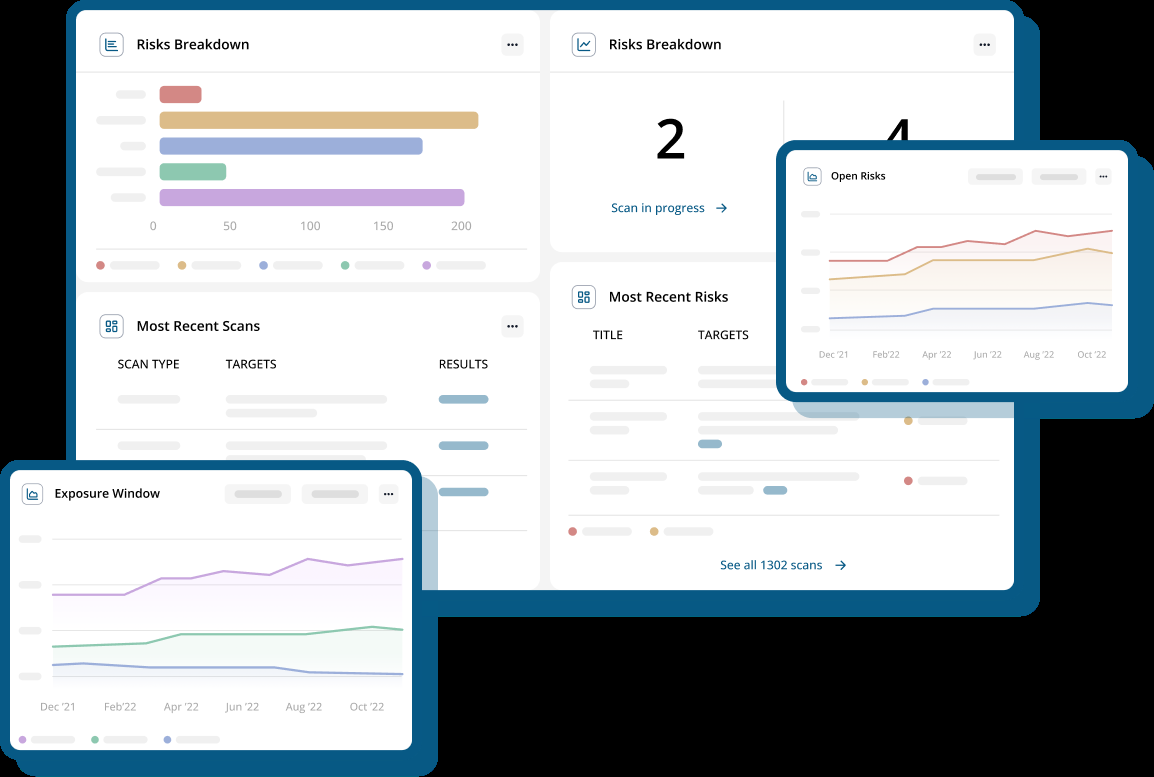 Risks Breakdown
0 50 100 150 200
Risks Breakdown
2 4
Scan in progress →
Open Risks
Dec '21 Feb'22 Apr '22 Jun '22 Aug '22 Oct '22
Most Recent Scans
SCAN TYPE TARGETS RESULTS
Most Recent Risks
TITLE TARGETS
See all 1302 scans →
Exposure Window
Dec '21 Feb'22 Apr '22 Jun '22 Aug '22 Oct '22